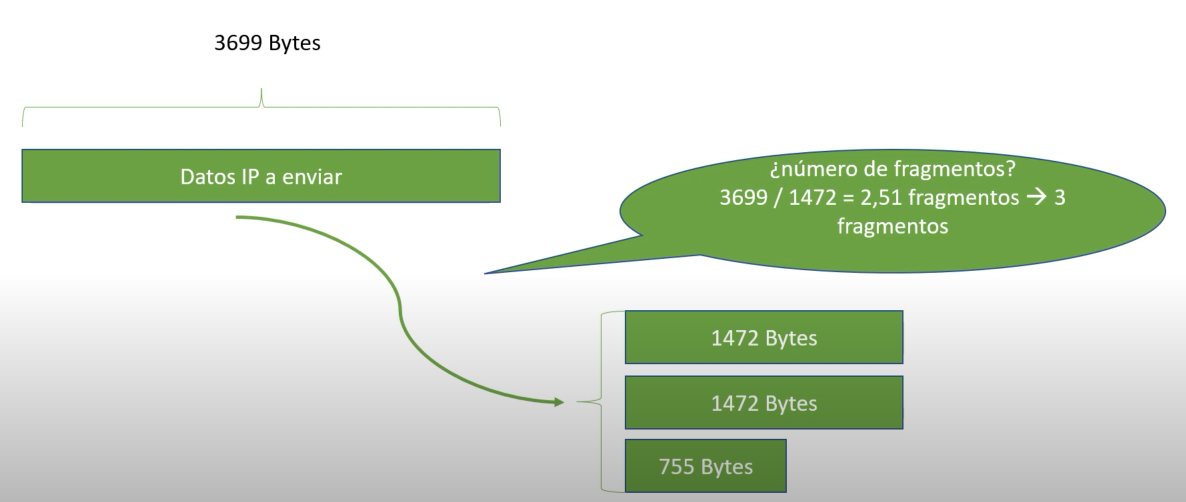 3699 Bytes
Datos IP a enviar
¿número de fragmentos?
3699 / 1472 = 2,51 fragmentos → 3
fragmentos
1472 Bytes
1472 Bytes
755 Bytes